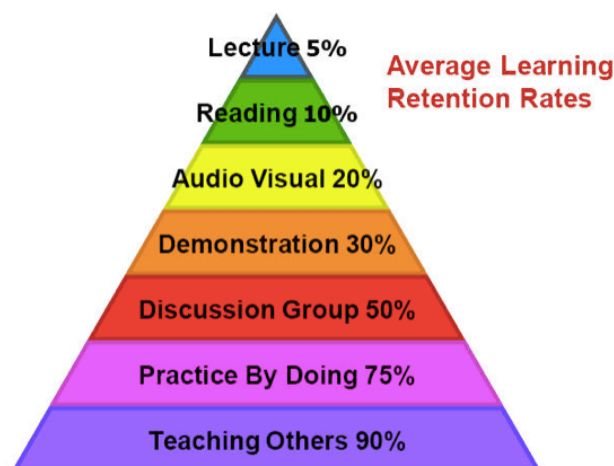 Lecture 5%
Average Learning
Retention Rates
Reading 10%
Audio Visual 20%
Demonstration 30%
Discussion Group 50%
Practice By Doing 75%
Teaching Others 90%